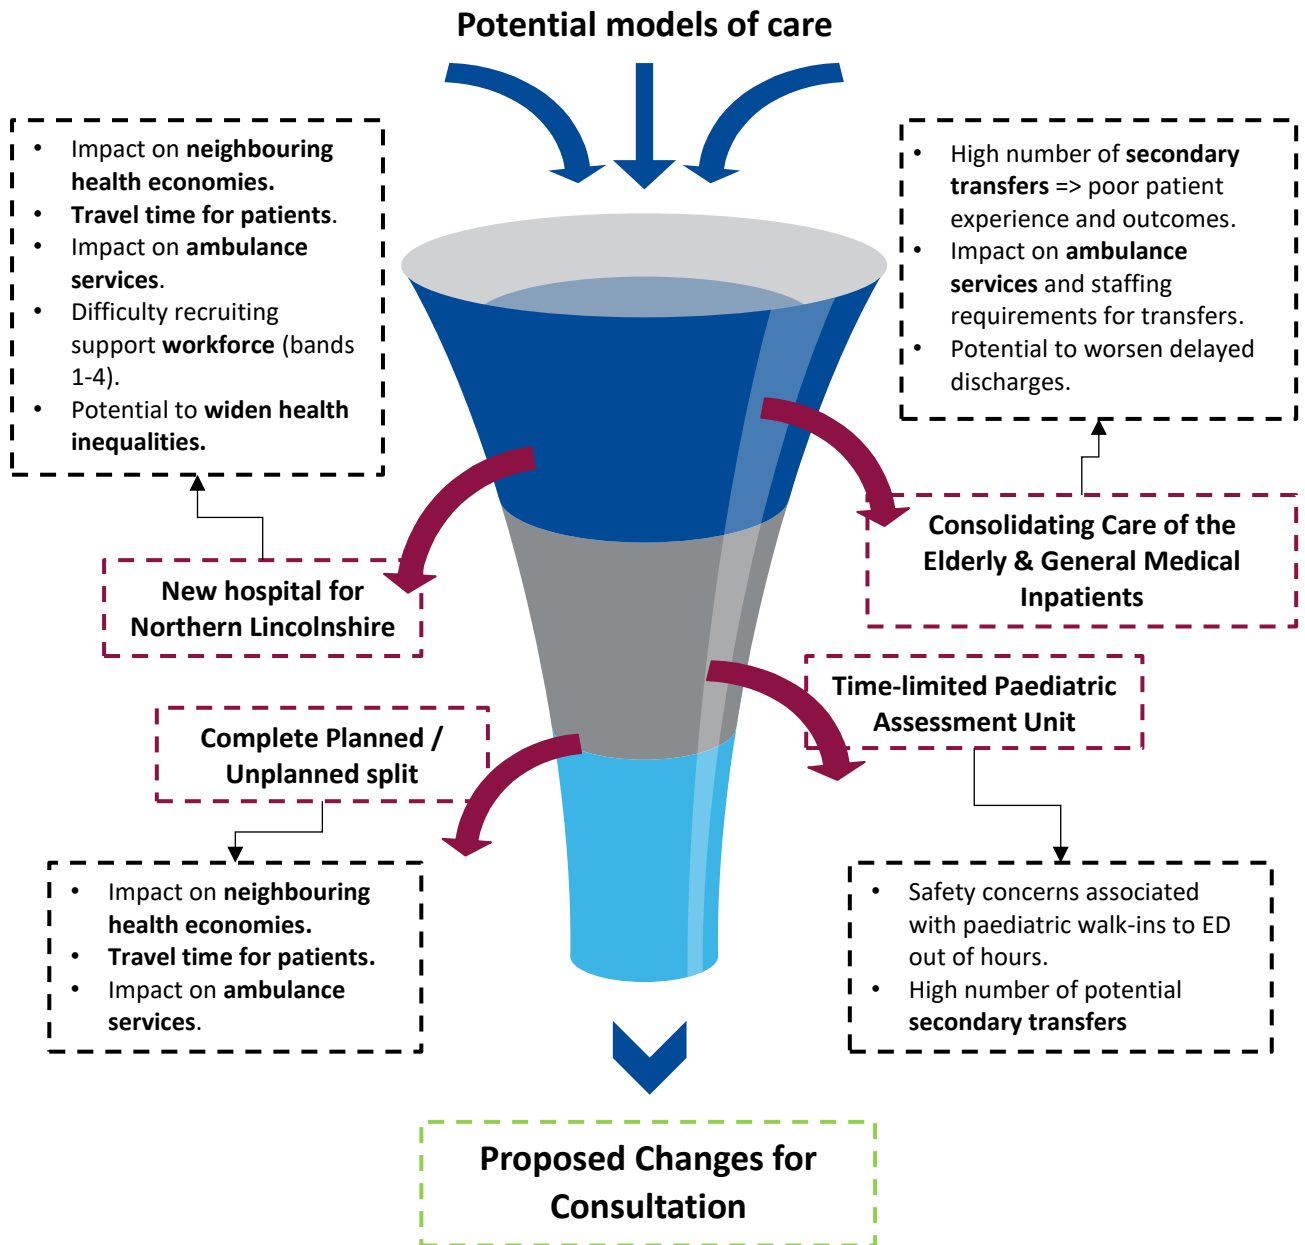 Potential models of care
• Impact on neighbouring
health economies.
• Travel time for patients.
• Impact on ambulance
services.
• Difficulty recruiting
support workforce (bands
1-4).
• Potential to widen health
inequalities.
• High number of secondary
transfers => poor patient
experience and outcomes.
• Impact on ambulance
services and staffing
requirements for transfers.
• Potential to worsen delayed
discharges.
New hospital for
Northern Lincolnshire
Consolidating Care of the
Elderly & General Medical
Inpatients
Complete Planned /
Unplanned split
Time-limited Paediatric
Assessment Unit
• Impact on neighbouring
health economies.
• Travel time for patients.
• Impact on ambulance
services.
• Safety concerns associated
with paediatric walk-ins to ED
out of hours.
• High number of potential
secondary transfers
Proposed Changes for
Consultation